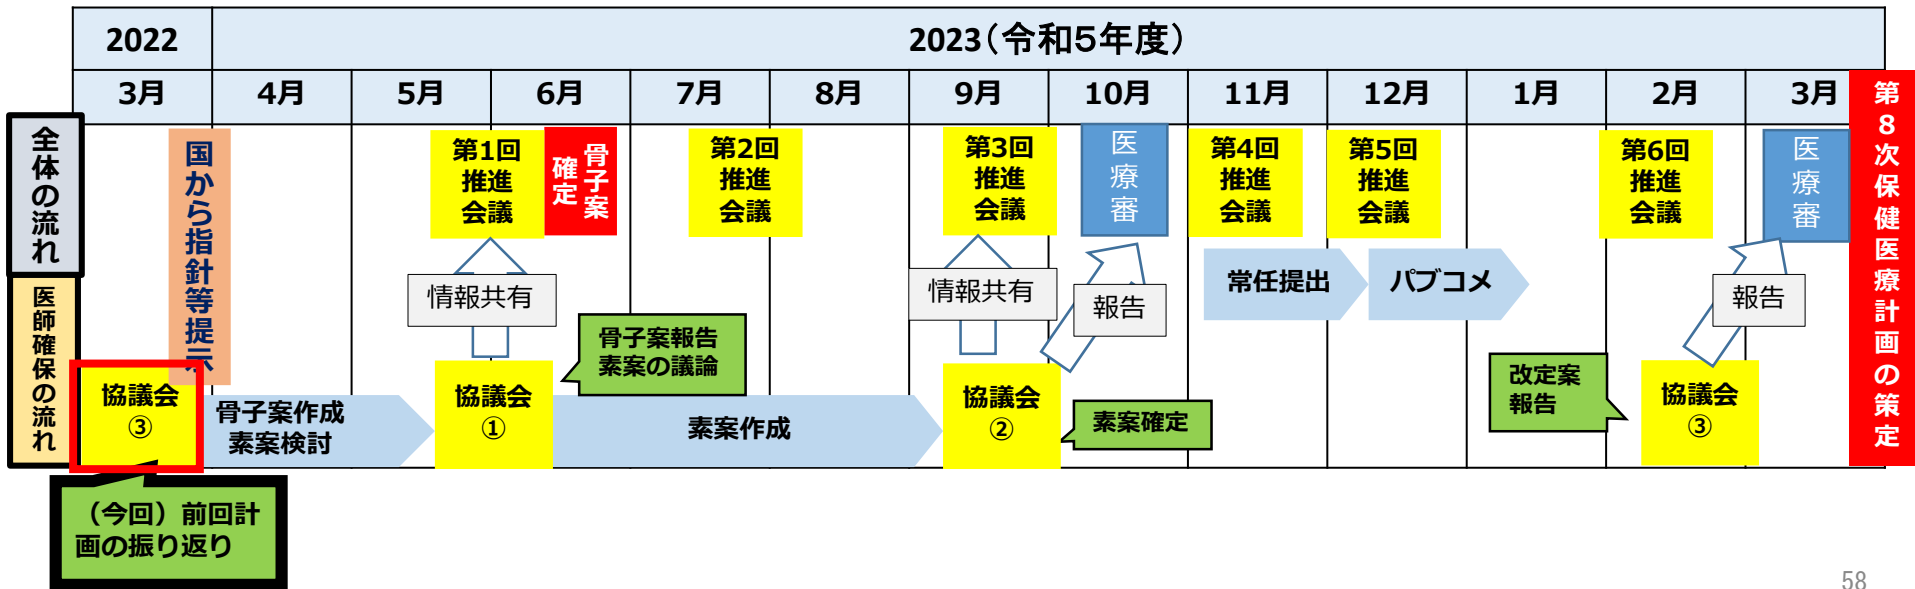 2022
2023(令和5年度)
3月
4月
5月
6月
7月
8月
9月
10月
11月
12月
1月
2月
3月
全体の流れ
国から指針等提示
第1回
推進
会議
骨子案
確定
第2回
推進
会議
第3回
推進
会議
医療審
第4回
推進
会議
第5回
推進
会議
第6回
推進
会議
医療審
第8次保健医療計画の策定
情報共有
情報共有
報告
常任提出
パブコメ
報告
医師確保の流れ
協議会
③
骨子案作成
素案検討
協議会
①
骨子案報告
素案の議論
素案作成
協議会
②
素案確定
改定案
報告
協議会
③
（今回）前回計
画の振り返り
58